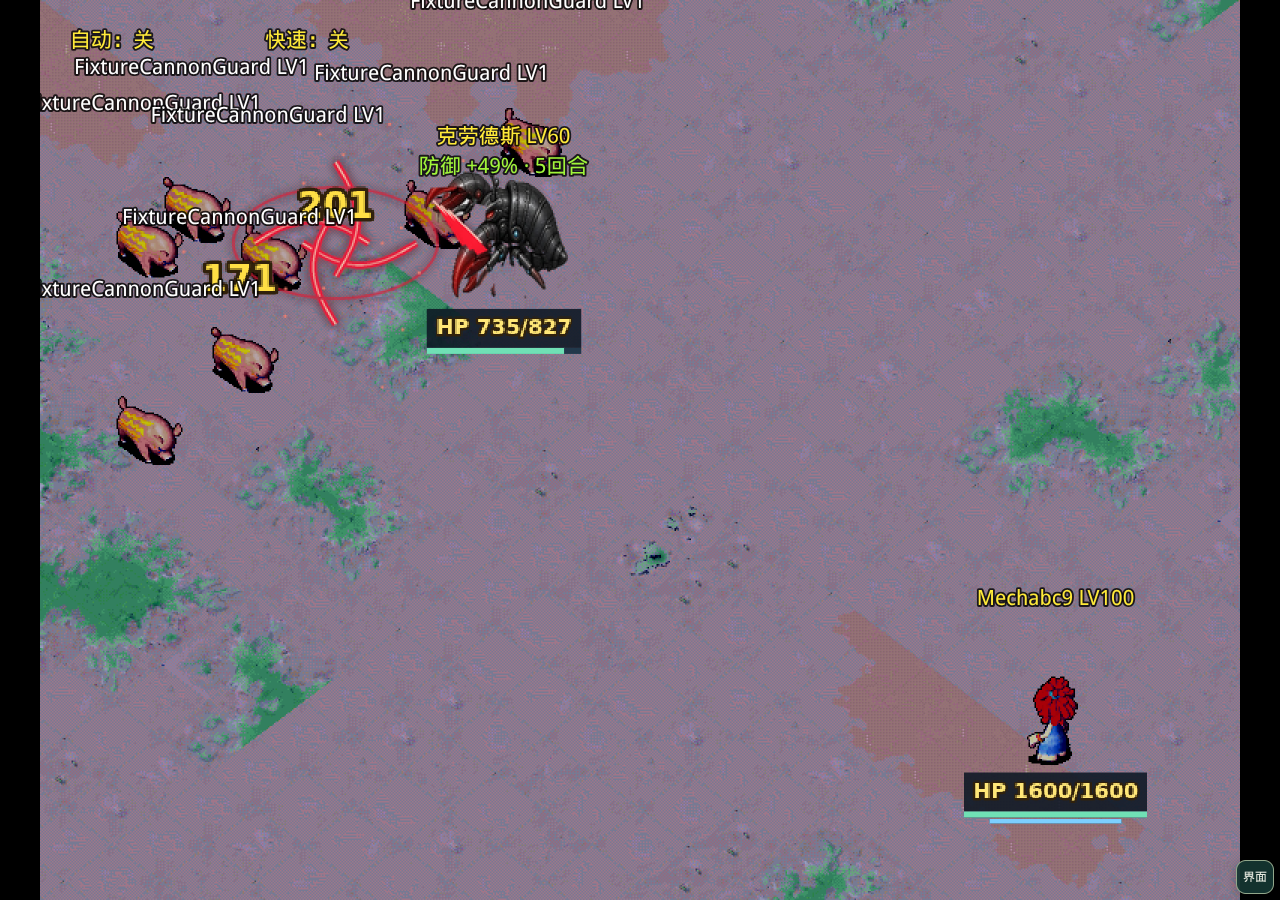 FixtureCannonGuard LV1
自动: 关
快速: 关
FixtureCannonGuard LV1
FixtureCannonGuard LV1
xtureCannonGuard LV1
FixtureCannonGuard LV1
克劳德斯 LV60
防御 +49% · 5回合
201
FixtureCannonGuard LV1
171
xtureCannonGuard LV1
HP 735/827
Mechabc9 LV100
HP 1600/1600
界面